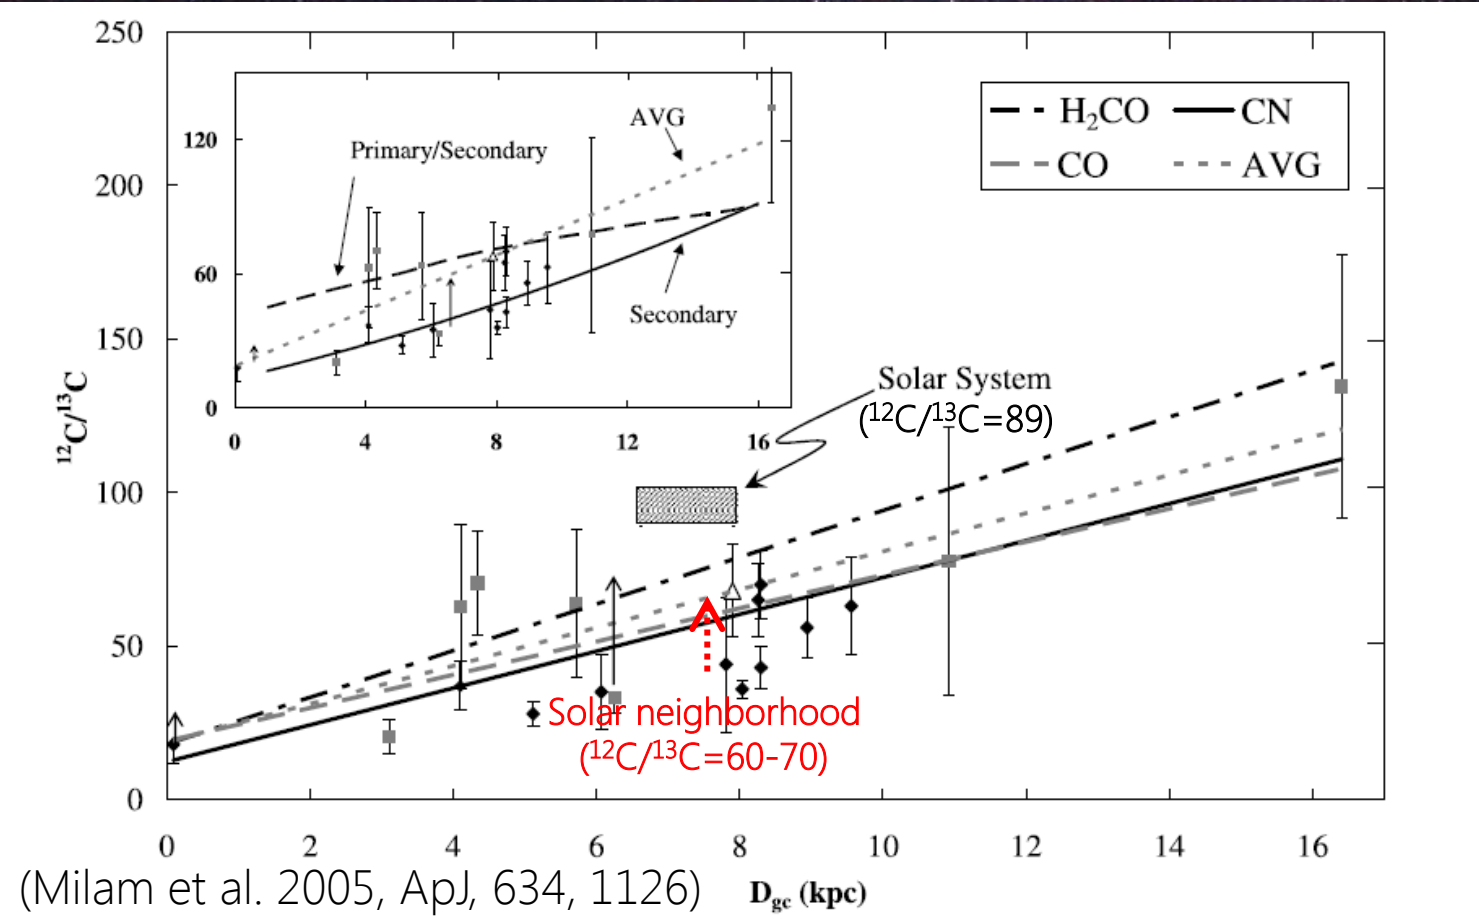 250
200
150
100
50
0
¹²C/¹³C
0 2 4 6 8 10 12 14 16
D_gc (kpc)
H₂CO CN
CO AVG
120
60
0
0 4 8 12 16
AVG
Primary/Secondary
Secondary
Solar System
(¹²C/¹³C=89)
Solar neighborhood
(¹²C/¹³C=60-70)
(Milam et al. 2005, ApJ, 634, 1126)